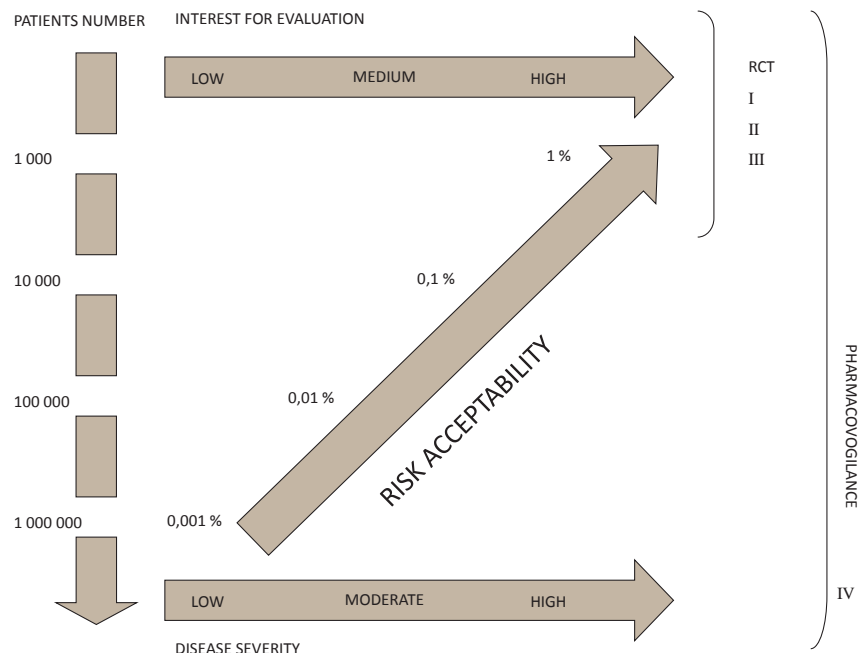 PATIENTS NUMBER
INTEREST FOR EVALUATION
LOW MEDIUM HIGH
RCT
I
II
III
1 000
1 %
10 000
0,1 %
100 000
0,01 %
RISK ACCEPTABILITY
PHARMACOVOGILANCE
1 000 000
0,001 %
IV
LOW MODERATE HIGH
DISEASE SEVERITY